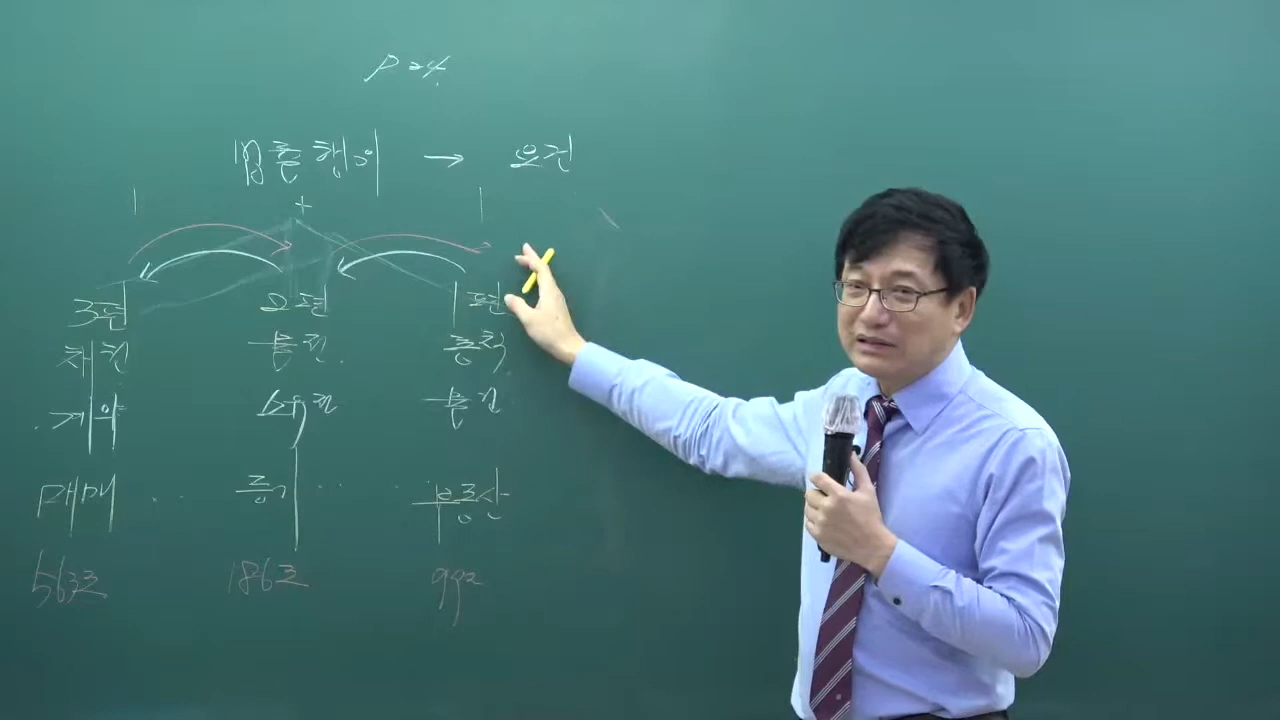 P 24
법률행위 → 요건
3편 2편 1편
채권 물권 총칙
계약 소유권 물건
매매 등기 부동산
563조 186조 99조